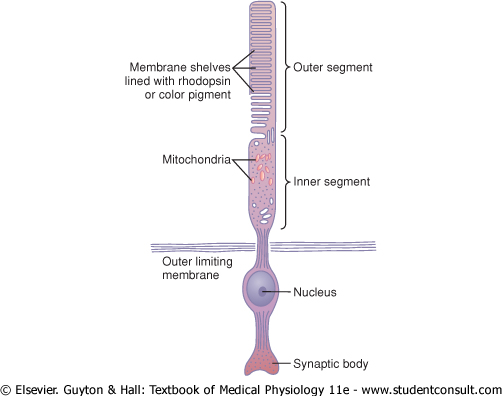 Membrane shelves
lined with rhodopsin
or color pigment
Outer segment
Mitochondria
Inner segment
Outer limiting
membrane
Nucleus
Synaptic body
© Elsevier. Guyton & Hall: Textbook of Medical Physiology 11e - www.studentconsult.com